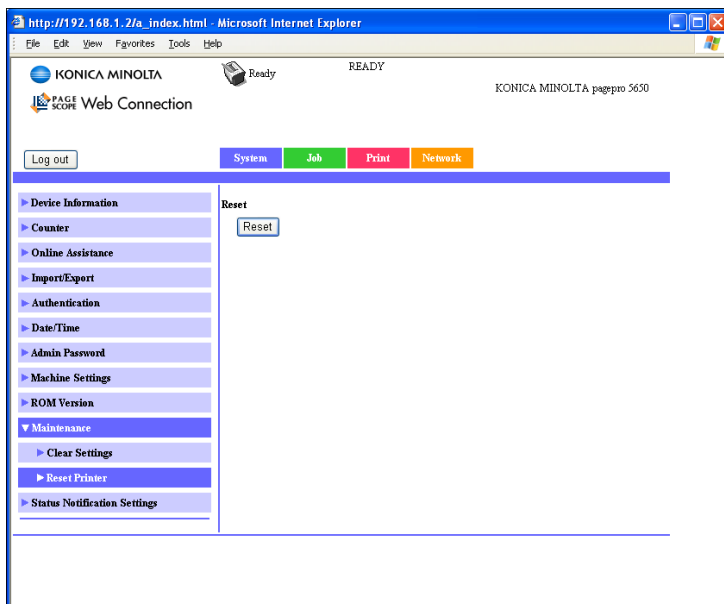 http://192.168.1.2/a_index.html - Microsoft Internet Explorer
File Edit View Favorites Tools Help
KONICA MINOLTA
Ready
READY
KONICA MINOLTA pagepro 5650
PAGE SCOPE Web Connection
Log out
System Job Print Network
Device Information
Counter
Online Assistance
Import/Export
Authentication
Date/Time
Admin Password
Machine Settings
ROM Version
Maintenance
Clear Settings
Reset Printer
Status Notification Settings
Reset
Reset